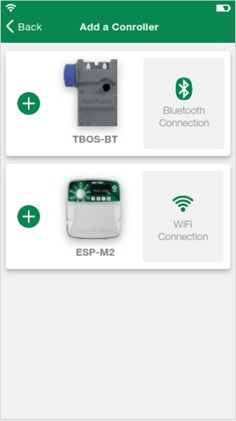 Back
Add a Conroller
TBOS-BT
Bluetooth
Connection
ESP-M2
WiFi
Connection